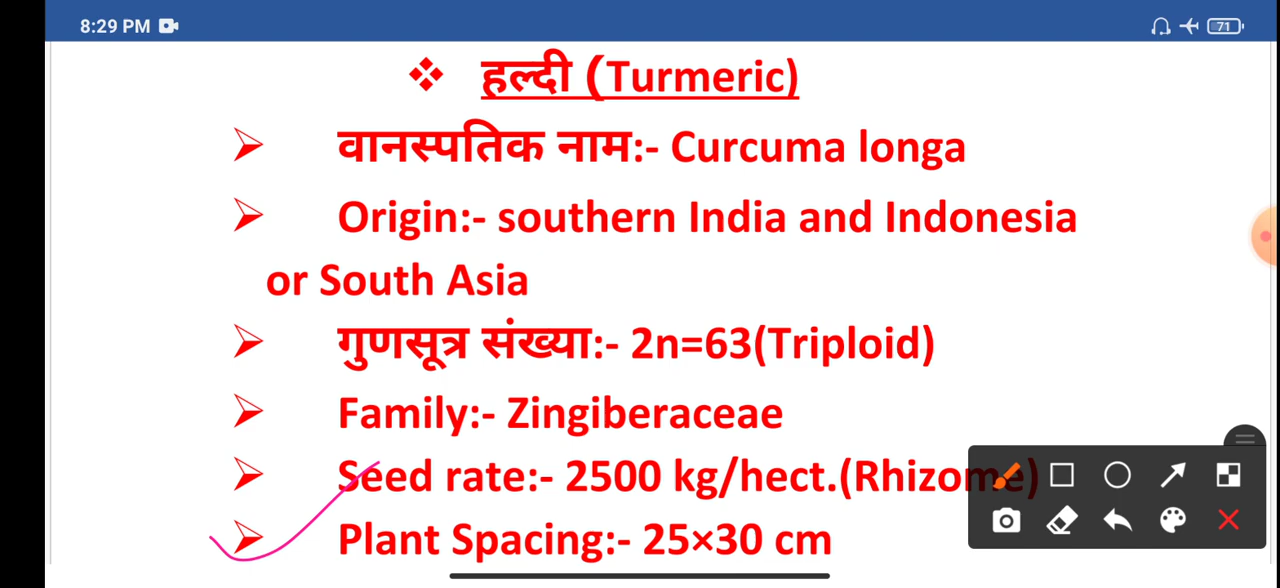 8:29 PM
71
❖ हल्दी (Turmeric)
➢ वानस्पतिक नाम:- Curcuma longa
➢ Origin:- southern India and Indonesia
or South Asia
➢ गुणसूत्र संख्या:- 2n=63(Triploid)
➢ Family:- Zingiberaceae
➢ Seed rate:- 2500 kg/hect.(Rhizome)
➢ Plant Spacing:- 25×30 cm